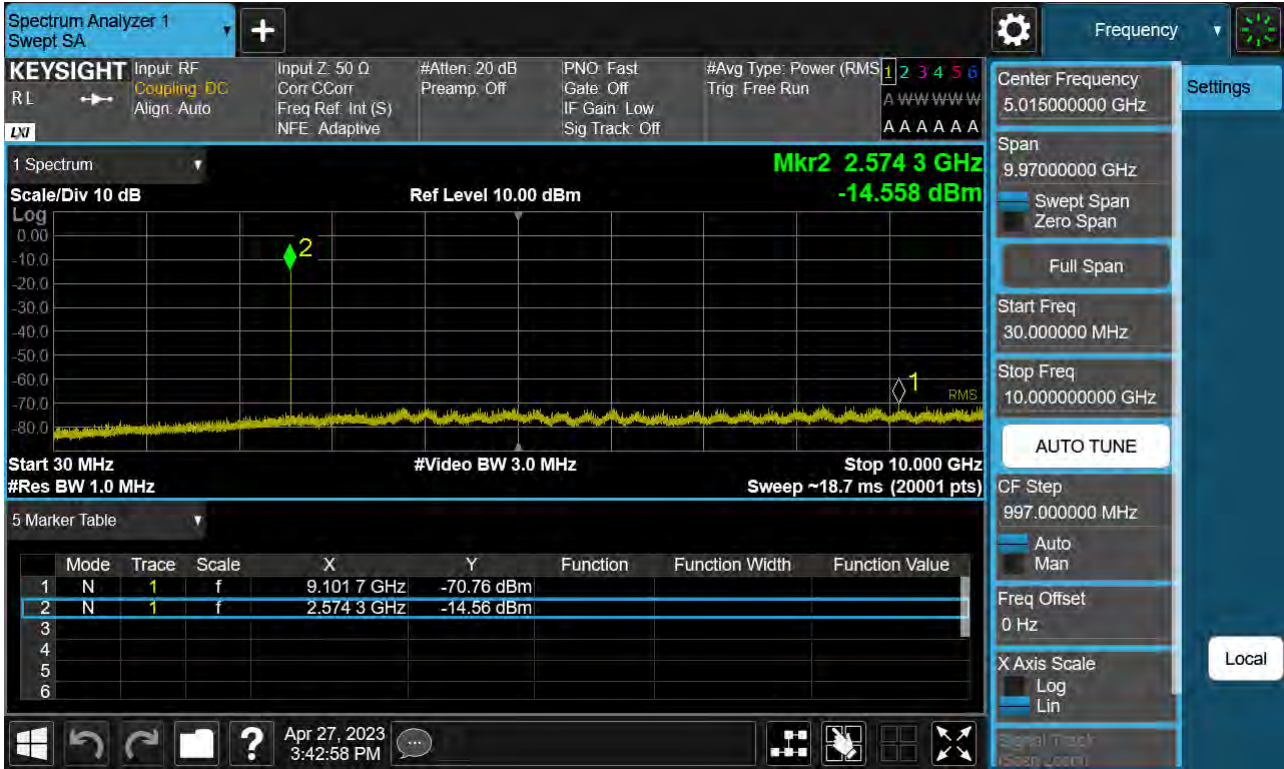 Spectrum Analyzer 1
Swept SA
Frequency
KEYSIGHT
RL
LXI
Input: RF
Coupling: DC
Align: Auto
Input Z: 50 Ω
Corr CCorr
Freq Ref: Int (S)
NFE: Adaptive
#Atten: 20 dB
Preamp: Off
PNO: Fast
Gate: Off
IF Gain: Low
Sig Track: Off
#Avg Type: Power (RMS
Trig: Free Run
1 2 3 4 5 6
A W W W W W
A A A A A A
1 Spectrum
Scale/Div 10 dB
Ref Level 10.00 dBm
Mkr2 2.574 3 GHz
-14.558 dBm
Log
0.00
-10.0
-20.0
-30.0
-40.0
-50.0
-60.0
-70.0
-80.0
2
1
RMS
Start 30 MHz
#Video BW 3.0 MHz
Stop 10.000 GHz
#Res BW 1.0 MHz
Sweep ~18.7 ms (20001 pts)
5 Marker Table
Mode Trace Scale X Y Function Function Width Function Value
1 N 1 f 9.101 7 GHz -70.76 dBm
2 N 1 f 2.574 3 GHz -14.56 dBm
3
4
5
6
?
Apr 27, 2023
3:42:58 PM
Center Frequency
5.015000000 GHz
Span
9.97000000 GHz
Swept Span
Zero Span
Full Span
Start Freq
30.000000 MHz
Stop Freq
10.000000000 GHz
AUTO TUNE
CF Step
997.000000 MHz
Auto
Man
Freq Offset
0 Hz
X Axis Scale
Log
Lin
Signal Track
(Span Zoom)
Settings
Local